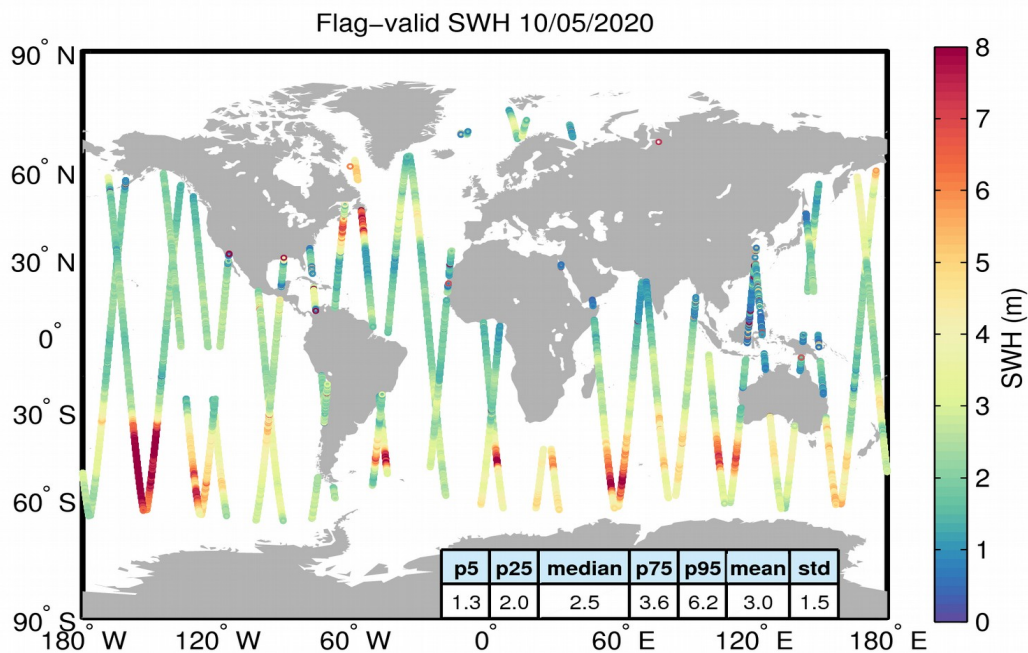 Flag–valid SWH 10/05/2020
90° N
60° N
30° N
0°
30° S
60° S
90° S
180° W
120° W
60° W
0°
60° E
120° E
180° E
8
7
6
5
4
3
2
1
0
SWH (m)
p5 p25 median p75 p95 mean std
1.3 2.0 2.5 3.6 6.2 3.0 1.5